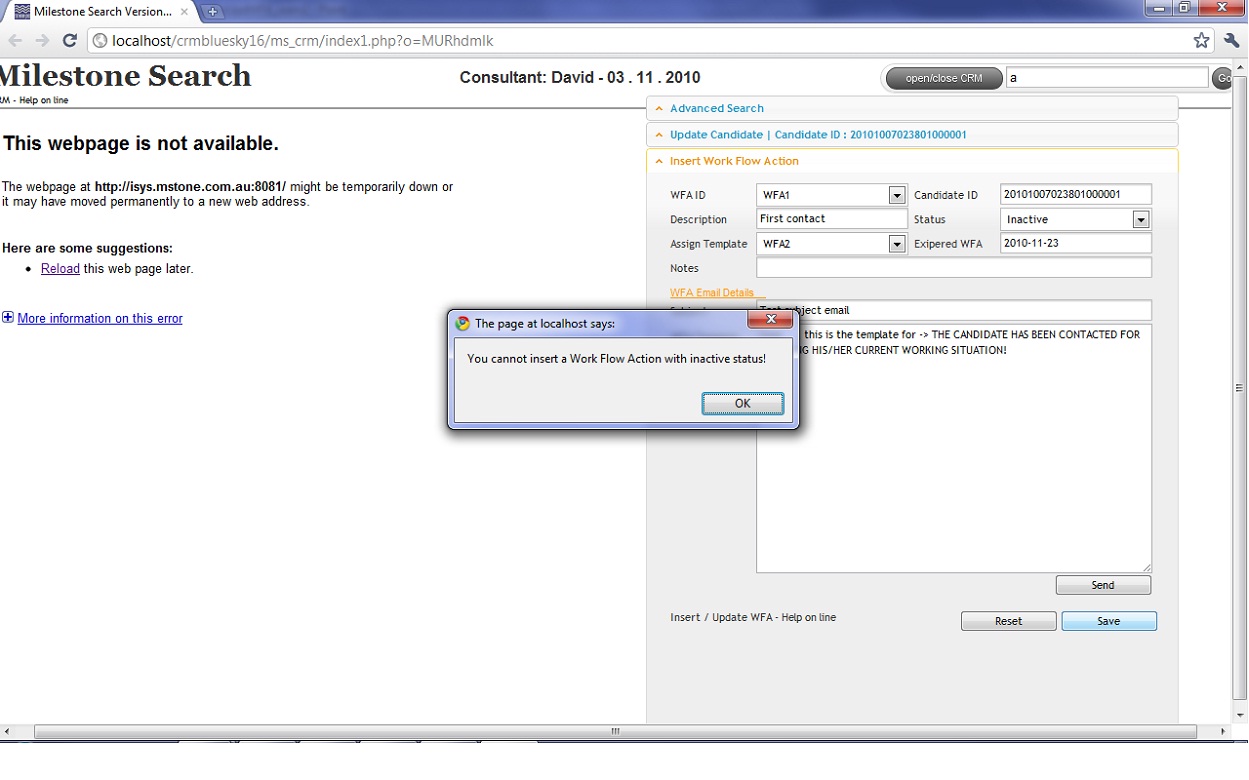 Milestone Search Version...
localhost/crmbluesky16/ms_crm/index1.php?o=MURhdmlk
Milestone Search
Consultant: David - 03 . 11 . 2010
open/close CRM
a
Go
RM - Help on line
This webpage is not available.
The webpage at http://isys.mstone.com.au:8081/ might be temporarily down or
it may have moved permanently to a new web address.
Here are some suggestions:
• Reload this web page later.
More information on this error
Advanced Search
Update Candidate | Candidate ID : 20101007023801000001
Insert Work Flow Action
WFA ID WFA1 Candidate ID 20101007023801000001
Description First contact Status Inactive
Assign Template WFA2 Exipered WFA 2010-11-23
Notes
WFA Email Details
subject email
this is the template for -> THE CANDIDATE HAS BEEN CONTACTED FOR
HIS/HER CURRENT WORKING SITUATION!
The page at localhost says:
You cannot insert a Work Flow Action with inactive status!
OK
Send
Insert / Update WFA - Help on line
Reset
Save